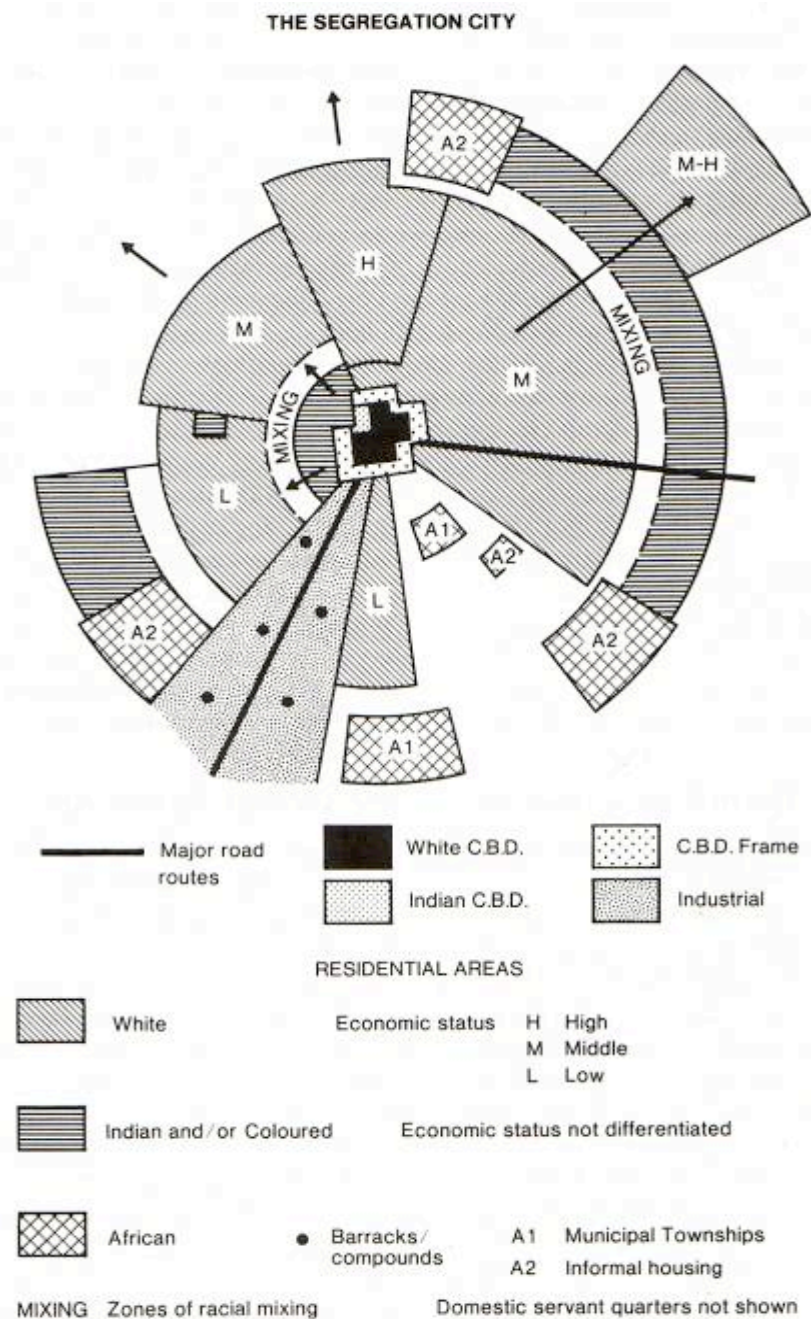 THE SEGREGATION CITY
A2
M-H
H
M
MIXING
M
MIXING
L
A1
A2
L
A2
A2
A1
Major road
routes
White C.B.D.
C.B.D. Frame
Indian C.B.D.
Industrial
RESIDENTIAL AREAS
White
Economic status H High
M Middle
L Low
Indian and/or Coloured Economic status not differentiated
African
Barracks/
compounds
A1 Municipal Townships
A2 Informal housing
MIXING Zones of racial mixing Domestic servant quarters not shown